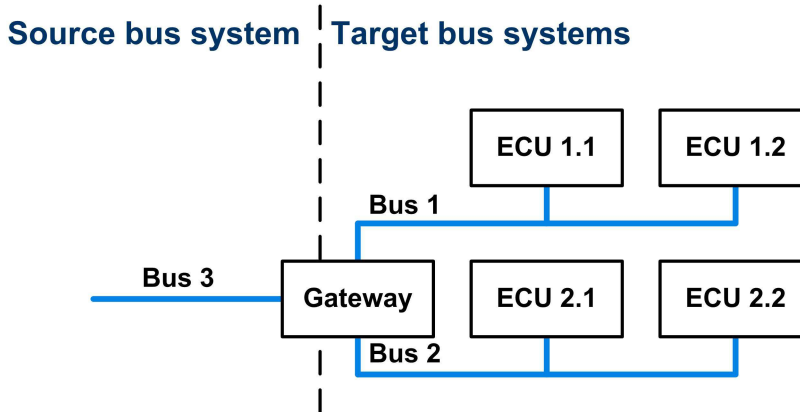 Source bus system
Target bus systems
ECU 1.1
ECU 1.2
Bus 1
Bus 3
Gateway
ECU 2.1
ECU 2.2
Bus 2